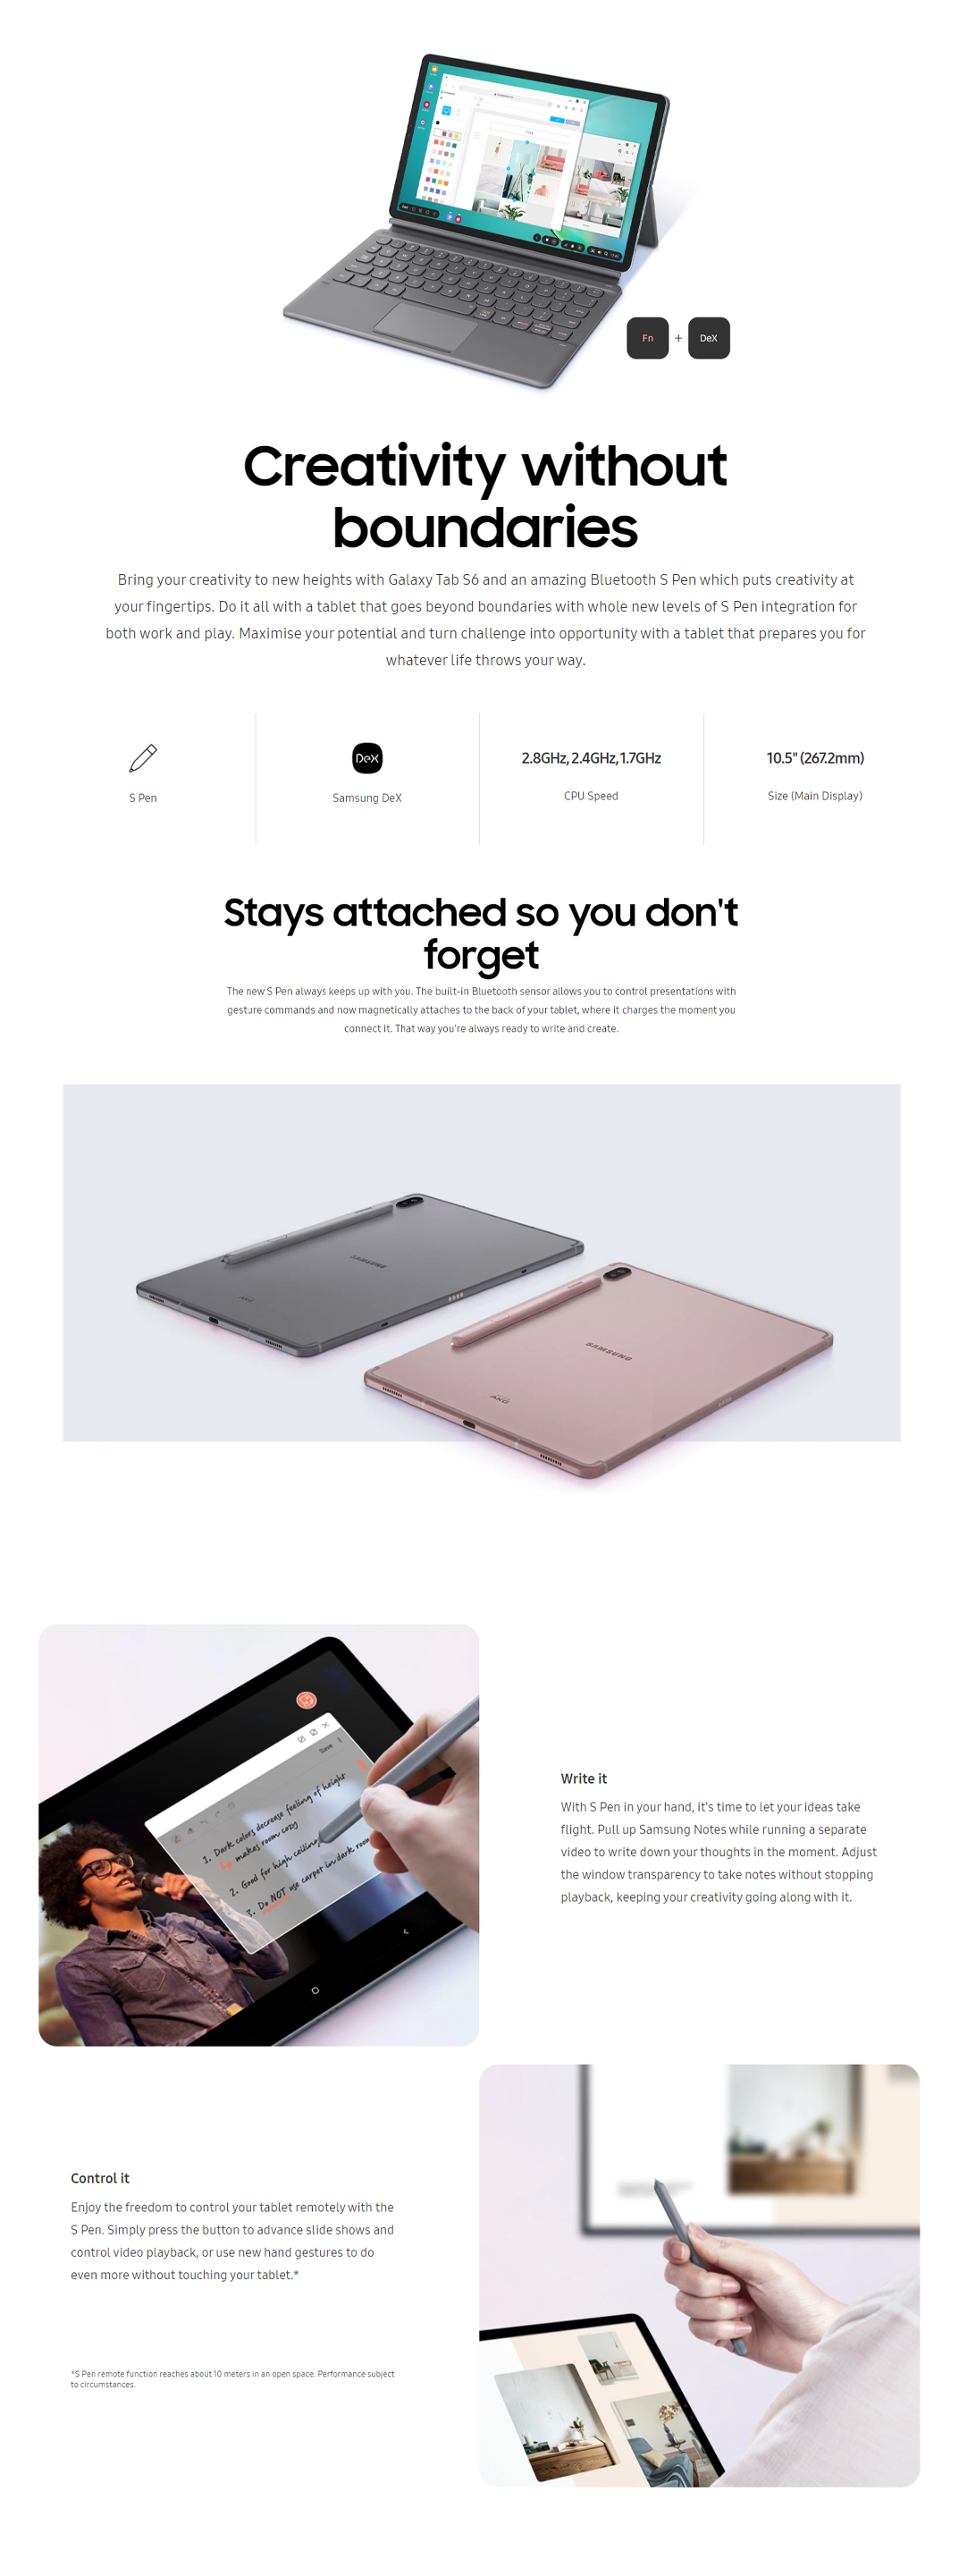 Fn + DeX
Creativity without
boundaries
Bring your creativity to new heights with Galaxy Tab S6 and an amazing Bluetooth S Pen which puts creativity at
your fingertips. Do it all with a tablet that goes beyond boundaries with whole new levels of S Pen integration for
both work and play. Maximise your potential and turn challenge into opportunity with a tablet that prepares you for
whatever life throws your way.
DeX
2.8GHz, 2.4GHz, 1.7GHz
10.5" (267.2mm)
S Pen
Samsung DeX
CPU Speed
Size (Main Display)
Stays attached so you don't
forget
The new S Pen always keeps up with you. The built-in Bluetooth sensor allows you to control presentations with
gesture commands and now magnetically attaches to the back of your tablet, where it charges the moment you
connect it. That way you're always ready to write and create.
SAMSUNG
AKG
SAMSUNG
AKG
Save
1. Dark colors decrease feeling of height
makes room cozy
2. Good for high ceiling
3. Do NOT use carpet in dark room
Write it
With S Pen in your hand, it's time to let your ideas take
flight. Pull up Samsung Notes while running a separate
video to write down your thoughts in the moment. Adjust
the window transparency to take notes without stopping
playback, keeping your creativity going along with it.
Control it
Enjoy the freedom to control your tablet remotely with the
S Pen. Simply press the button to advance slide shows and
control video playback, or use new hand gestures to do
even more without touching your tablet.*
*S Pen remote function reaches about 10 meters in an open space. Performance subject
to circumstances.